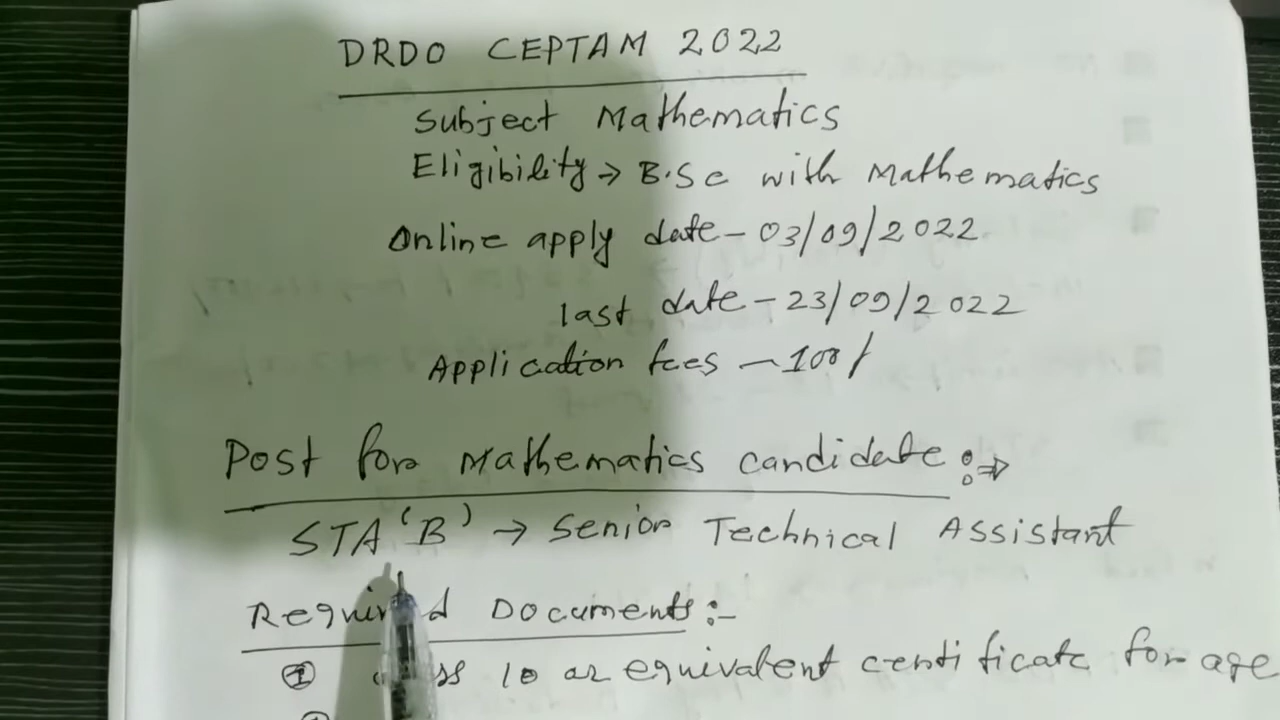 DRDO CEPTAM 2022
Subject Mathematics
Eligibility → B.Sc with Mathematics
Online apply date - 03/09/2022
last date - 23/09/2022
Application fees - 100/
Post for Mathematics candidate :⇒
STA(B) → Senior Technical Assistant
Required Documents :-
① class 10 or equivalent certificate for age